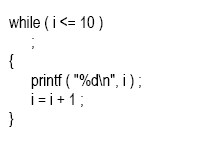 while ( i <= 10 )
;
{
printf ( "%d\n", i ) ;
i = i + 1 ;
}